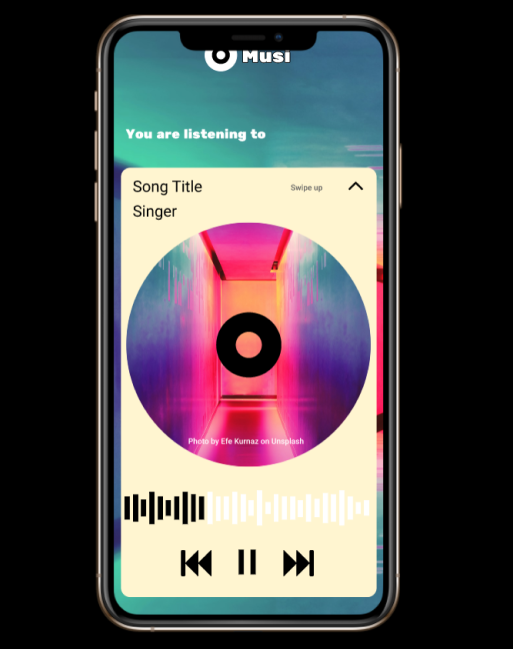 Musi
You are listening to
Song Title
Swipe up
Singer
Photo by Efe Kurnaz on Unsplash